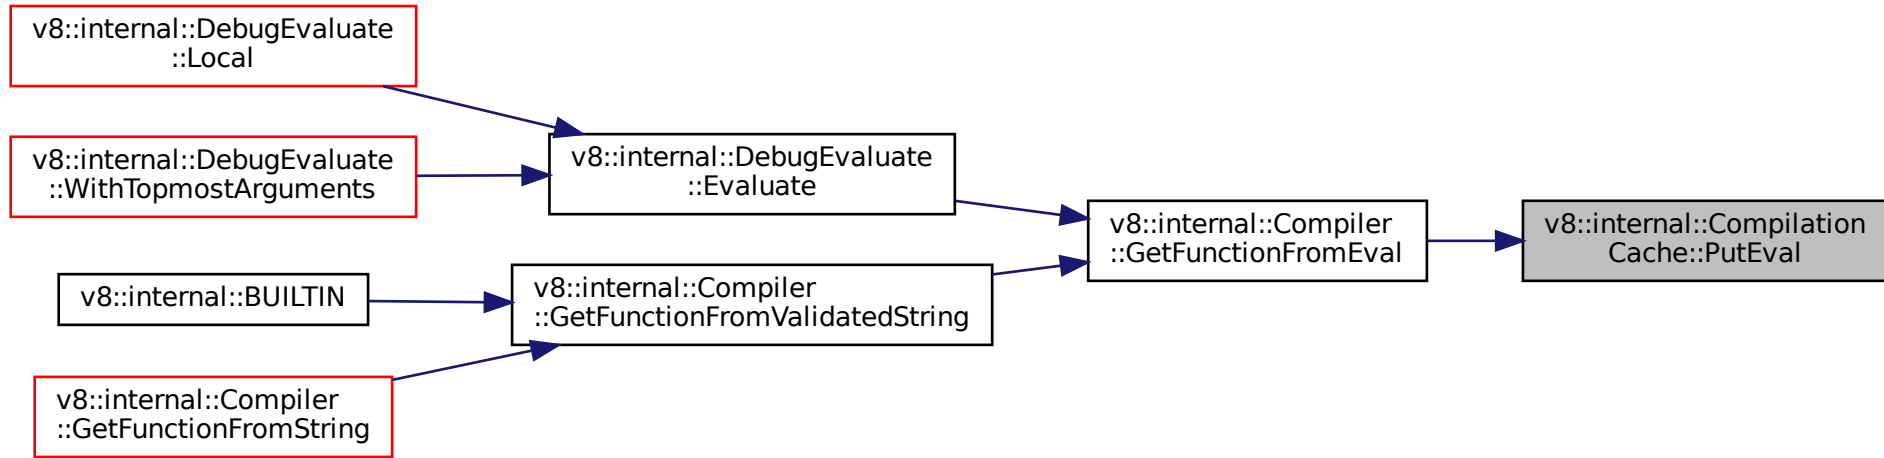 v8::internal::DebugEvaluate
::Local
v8::internal::DebugEvaluate
::WithTopmostArguments
v8::internal::BUILTIN
v8::internal::Compiler
::GetFunctionFromString
v8::internal::DebugEvaluate
::Evaluate
v8::internal::Compiler
::GetFunctionFromValidatedString
v8::internal::Compiler
::GetFunctionFromEval
v8::internal::Compilation
Cache::PutEval